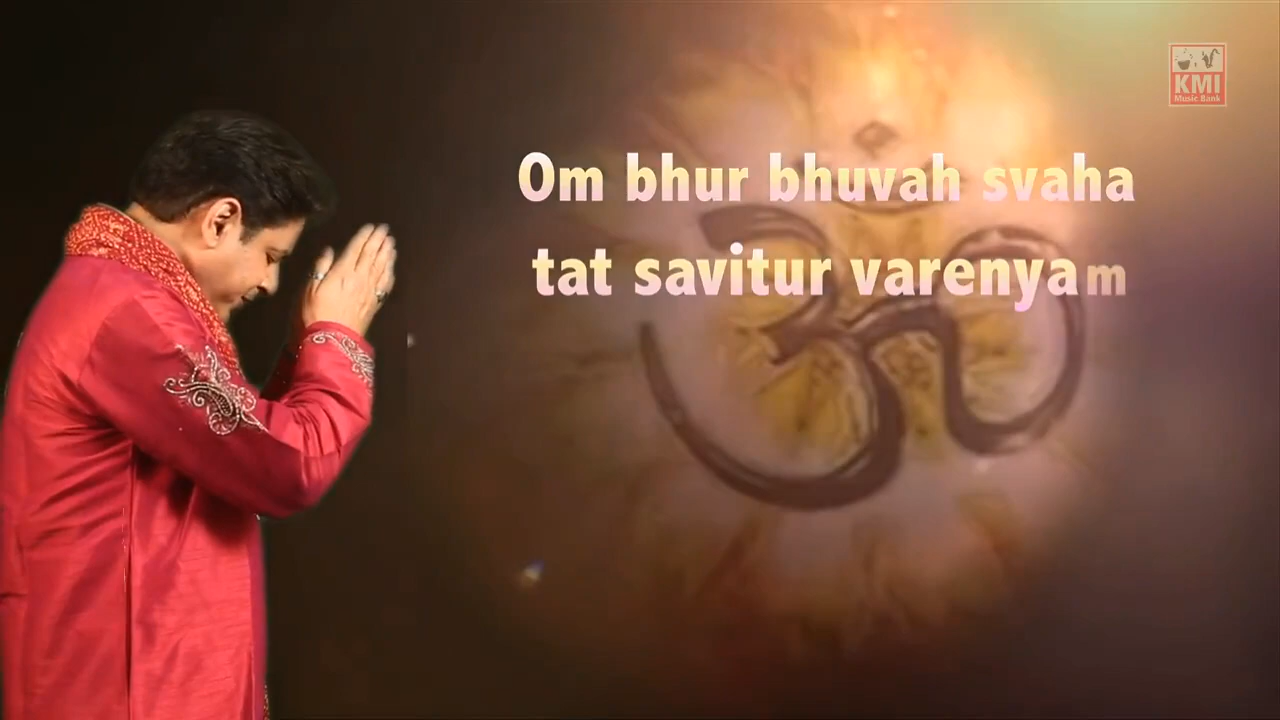 KMI
Music Bank
Om bhur bhuvah svaha
tat savitur varenyam
ॐ